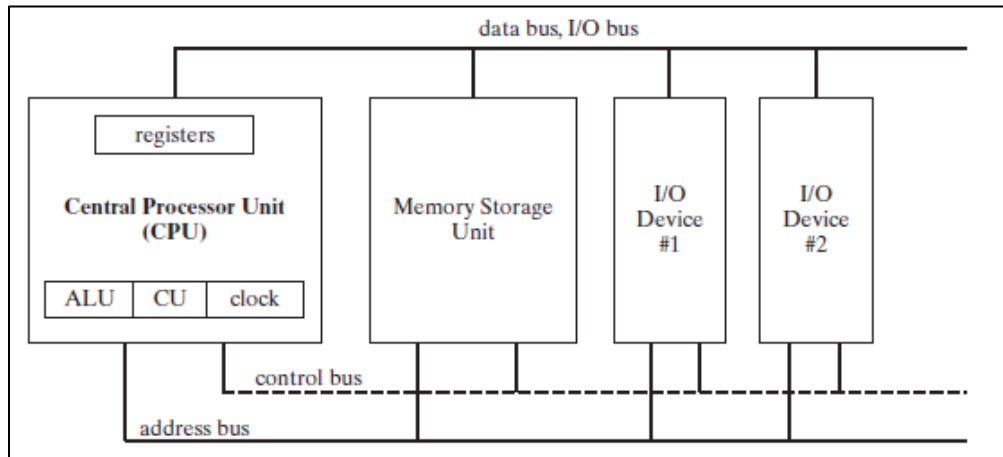 data bus, I/O bus
registers
Central Processor Unit
(CPU)
ALU
CU
clock
Memory Storage
Unit
I/O
Device
#1
I/O
Device
#2
control bus
address bus